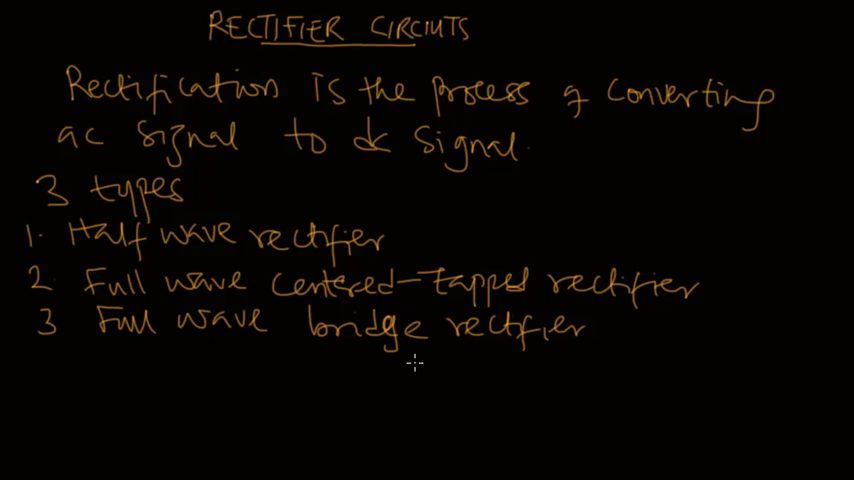 RECTIFIER CIRCIUTS
Rectification is the process of converting
ac signal to dc signal.
3 types
1. Half wave rectifier
2. Full wave centered-tapped rectifier
3 Full wave bridge rectifier